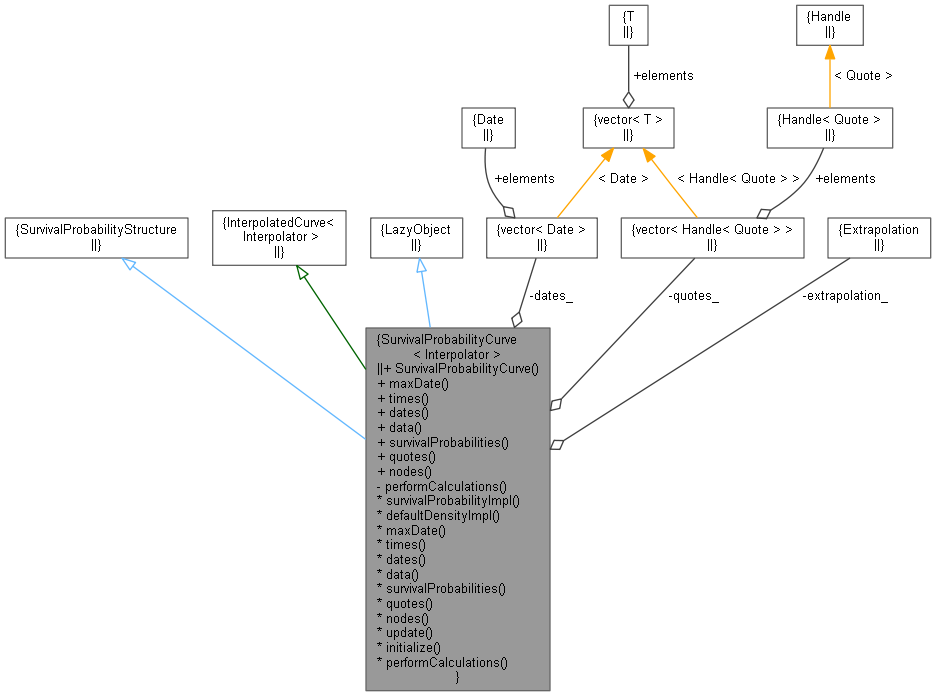 {T
||}
{Handle
||}
+elements
< Quote >
{Date
||}
{vector< T >
||}
{Handle< Quote >
||}
+elements
< Date >
< Handle< Quote > >
+elements
{SurvivalProbabilityStructure
||}
{InterpolatedCurve<
Interpolator >
||}
{LazyObject
||}
{vector< Date >
||}
{vector< Handle< Quote > >
||}
{Extrapolation
||}
-dates_
-quotes_
-extrapolation_
{SurvivalProbabilityCurve
< Interpolator >
||+ SurvivalProbabilityCurve()
+ maxDate()
+ times()
+ dates()
+ data()
+ survivalProbabilities()
+ quotes()
+ nodes()
- performCalculations()
* survivalProbabilityImpl()
* defaultDensityImpl()
* maxDate()
* times()
* dates()
* data()
* survivalProbabilities()
* quotes()
* nodes()
* update()
* initialize()
* performCalculations()
}